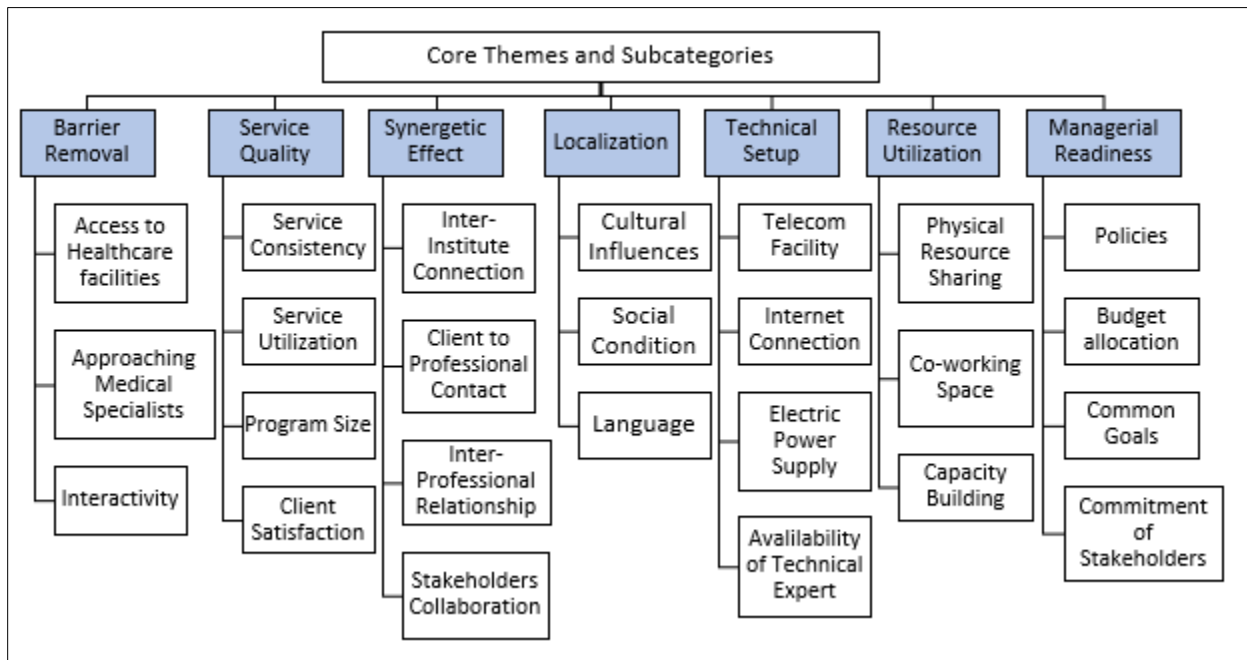 Core Themes and Subcategories
Barrier
Removal
Access to
Healthcare
facilities
Approaching
Medical
Specialists
Interactivity
Service
Quality
Service
Consistency
Service
Utilization
Program Size
Client
Satisfaction
Synergetic
Effect
Inter-
Institute
Connection
Client to
Professional
Contact
Inter-
Professional
Relationship
Stakeholders
Collaboration
Localization
Cultural
Influences
Social
Condition
Language
Technical
Setup
Telecom
Facility
Internet
Connection
Electric
Power
Supply
Avalilability
of Technical
Expert
Resource
Utilization
Physical
Resource
Sharing
Co-working
Space
Capacity
Building
Managerial
Readiness
Policies
Budget
allocation
Common
Goals
Commitment
of
Stakeholders